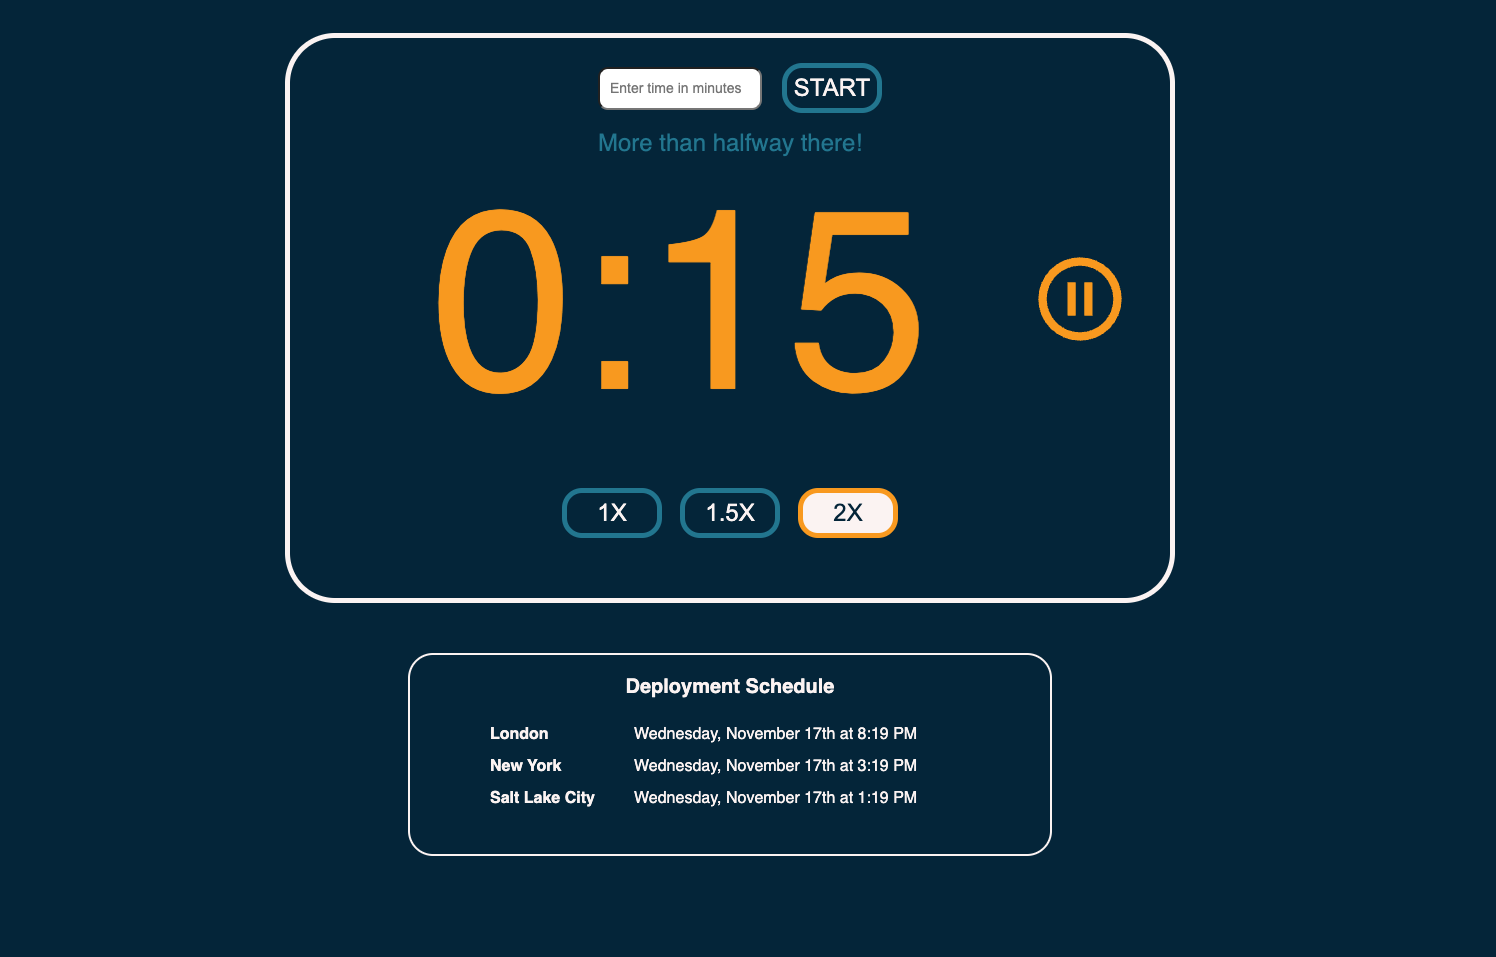 Enter time in minutes START
More than halfway there!
0:15
1X 1.5X 2X
Deployment Schedule
London Wednesday, November 17th at 8:19 PM
New York Wednesday, November 17th at 3:19 PM
Salt Lake City Wednesday, November 17th at 1:19 PM